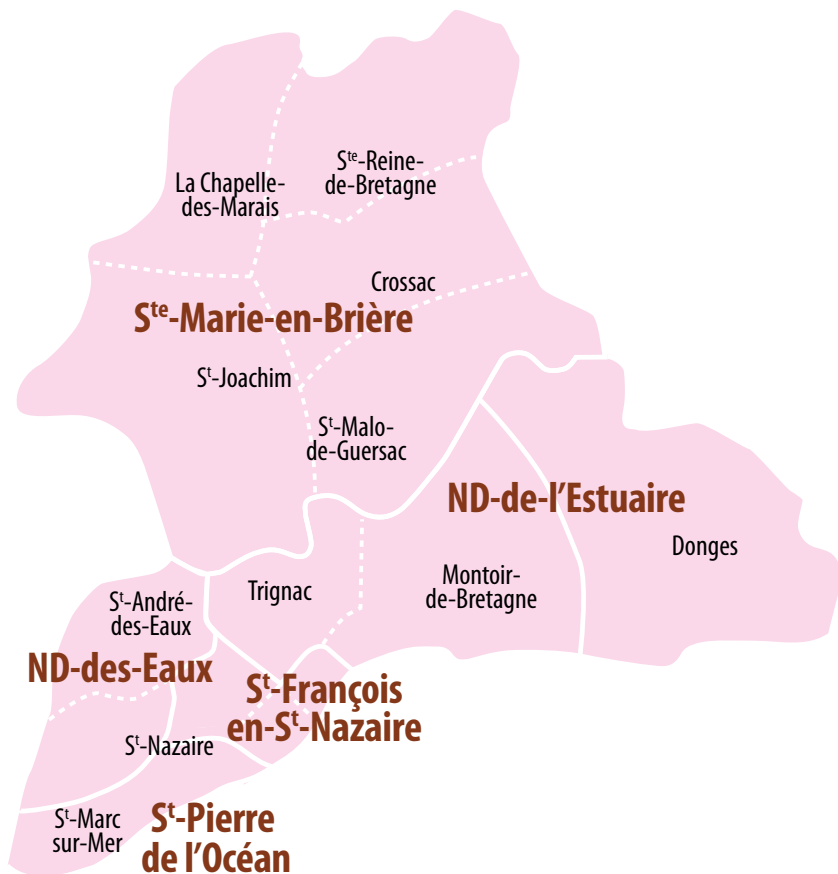 Ste-Reine-
de-Bretagne
La Chapelle-
des-Marais
Crossac
Ste-Marie-en-Brière
St-Joachim
St-Malo-
de-Guersac
ND-de-l'Estuaire
Donges
Montoir-
de-Bretagne
Trignac
St-André-
des-Eaux
ND-des-Eaux
St-François
en-St-Nazaire
St-Nazaire
St-Marc
sur-Mer
St-Pierre
de l'Océan